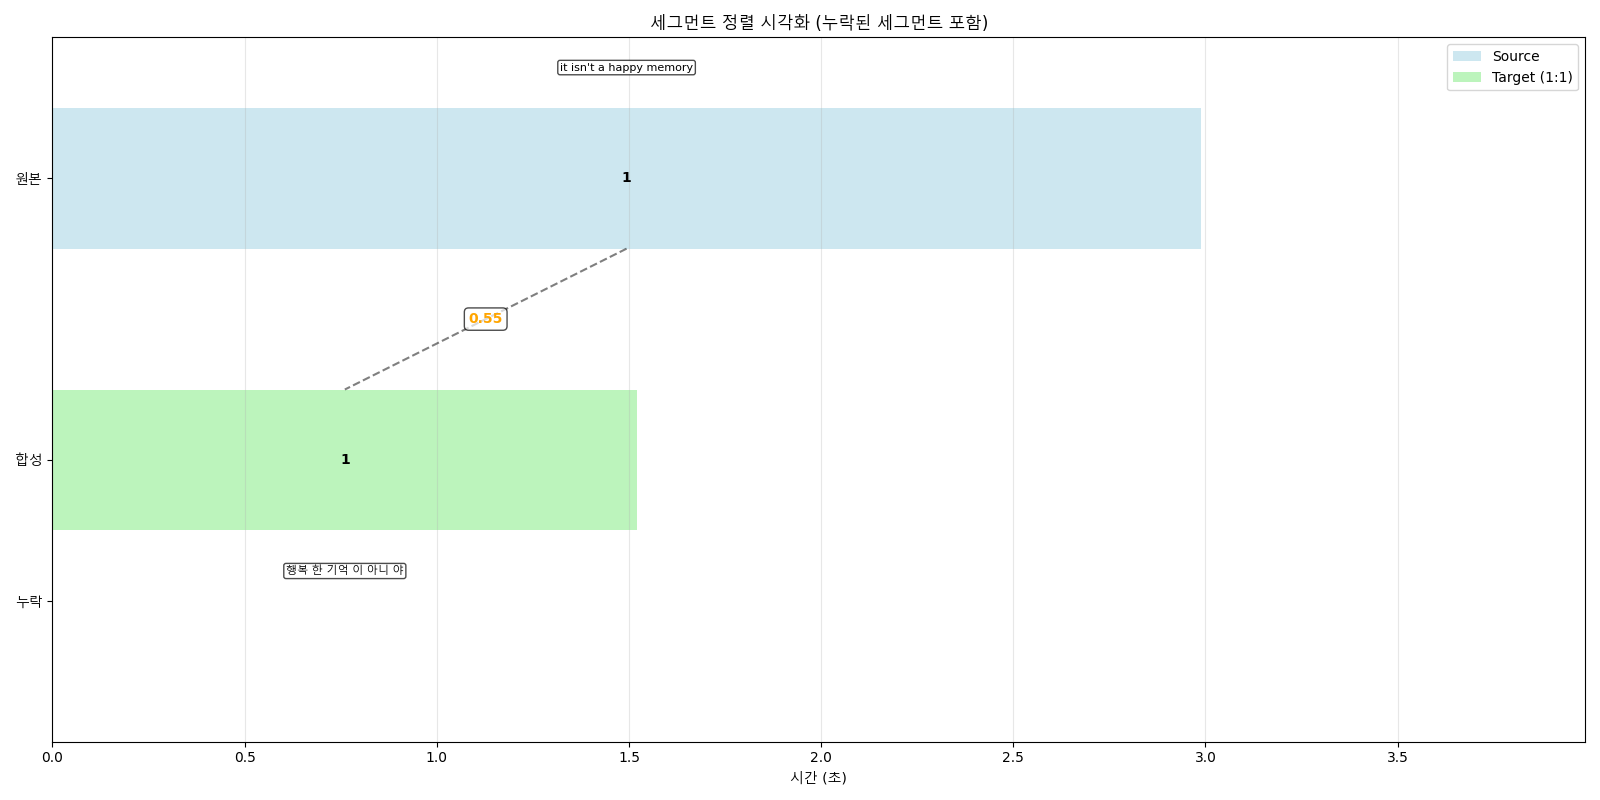 세그먼트 정렬 시각화 (누락된 세그먼트 포함)
it isn't a happy memory
Source
Target (1:1)
원본
1
0.55
합성
1
행복 한 기억 이 아니 야
누락
0.0 0.5 1.0 1.5 2.0 2.5 3.0 3.5
시간 (초)